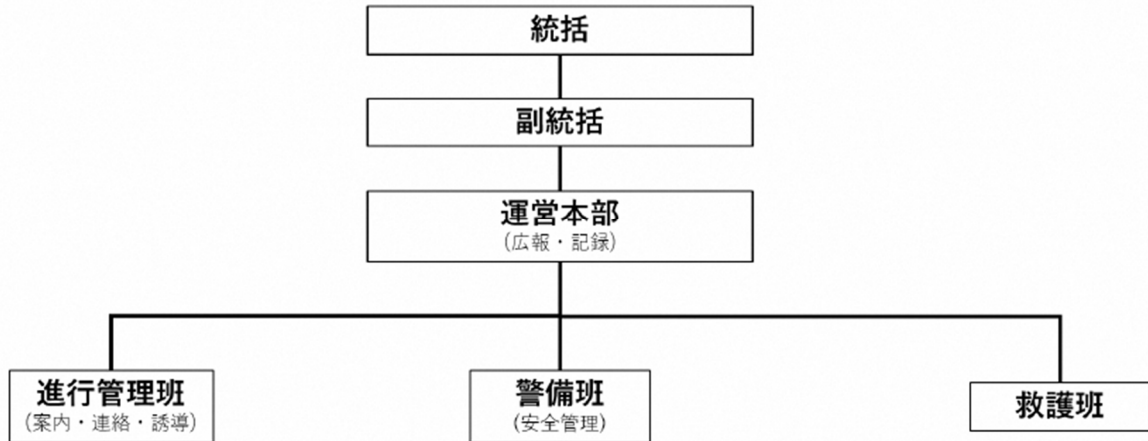 統括
副統括
運営本部
(広報・記録)
進行管理班
(案内・連絡・誘導)
警備班
(安全管理)
救護班